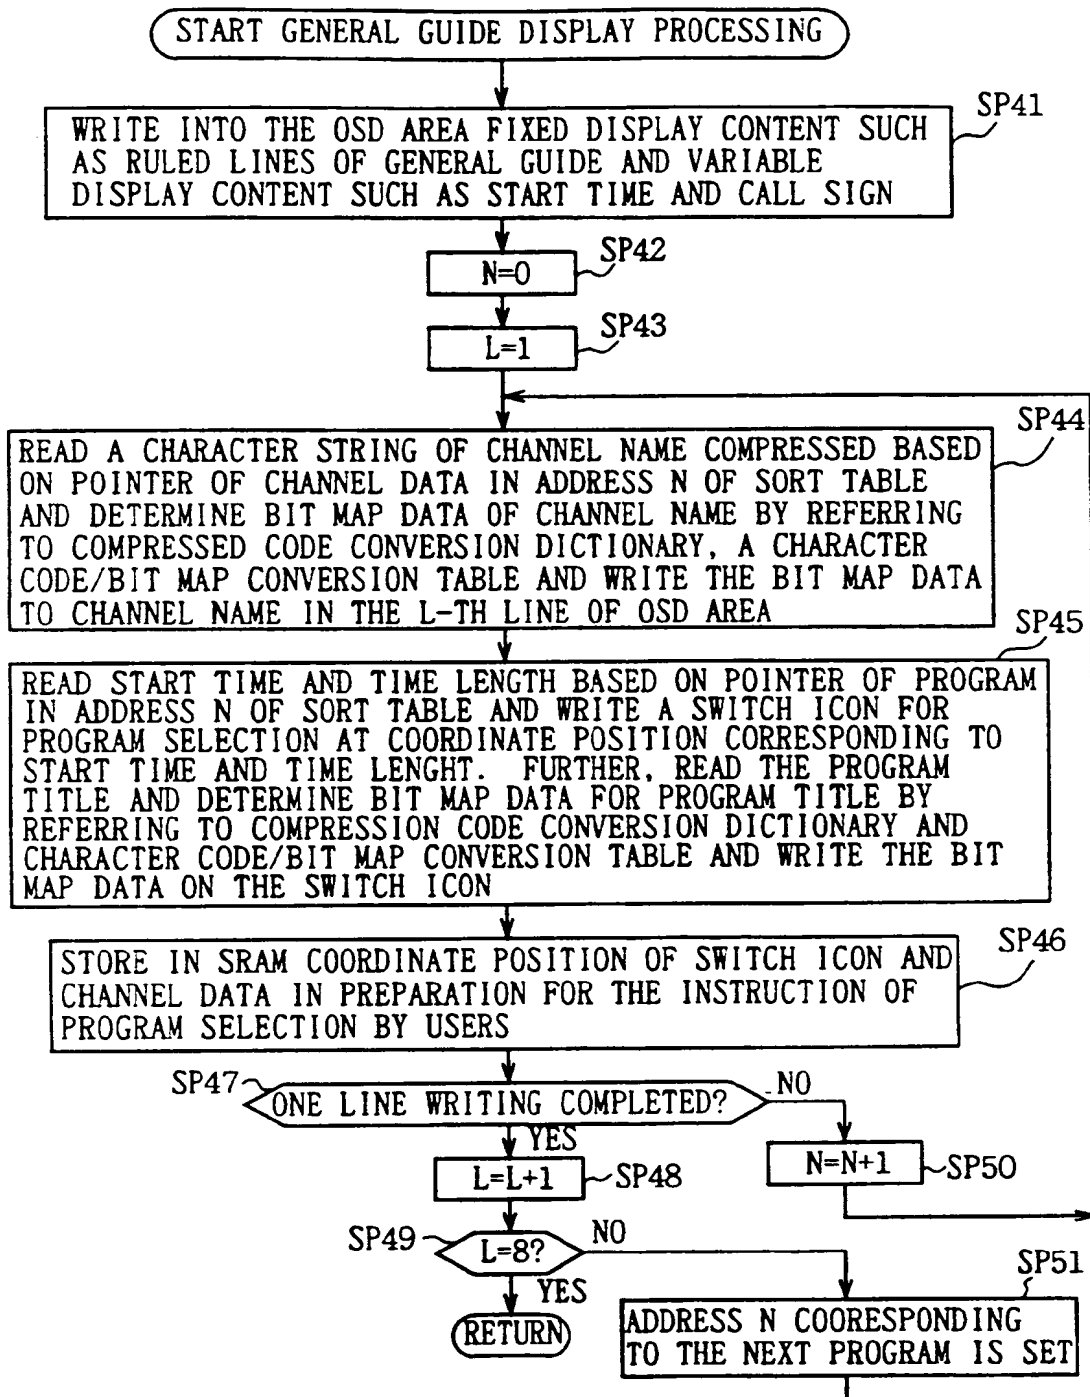 START GENERAL GUIDE DISPLAY PROCESSING
SP41
WRITE INTO THE OSD AREA FIXED DISPLAY CONTENT SUCH
AS RULED LINES OF GENERAL GUIDE AND VARIABLE
DISPLAY CONTENT SUCH AS START TIME AND CALL SIGN
SP42
N=0
SP43
L=1
SP44
READ A CHARACTER STRING OF CHANNEL NAME COMPRESSED BASED
ON POINTER OF CHANNEL DATA IN ADDRESS N OF SORT TABLE
AND DETERMINE BIT MAP DATA OF CHANNEL NAME BY REFERRING
TO COMPRESSED CODE CONVERSION DICTIONARY, A CHARACTER
CODE/BIT MAP CONVERSION TABLE AND WRITE THE BIT MAP DATA
TO CHANNEL NAME IN THE L-TH LINE OF OSD AREA
SP45
READ START TIME AND TIME LENGTH BASED ON POINTER OF PROGRAM
IN ADDRESS N OF SORT TABLE AND WRITE A SWITCH ICON FOR
PROGRAM SELECTION AT COORDINATE POSITION CORRESPONDING TO
START TIME AND TIME LENGHT. FURTHER, READ THE PROGRAM
TITLE AND DETERMINE BIT MAP DATA FOR PROGRAM TITLE BY
REFERRING TO COMPRESSION CODE CONVERSION DICTIONARY AND
CHARACTER CODE/BIT MAP CONVERSION TABLE AND WRITE THE BIT
MAP DATA ON THE SWITCH ICON
SP46
STORE IN SRAM COORDINATE POSITION OF SWITCH ICON AND
CHANNEL DATA IN PREPARATION FOR THE INSTRUCTION OF
PROGRAM SELECTION BY USERS
SP47
ONE LINE WRITING COMPLETED?
NO
YES
L=L+1
SP48
N=N+1
SP50
SP49
L=8?
NO
YES
RETURN
SP51
ADDRESS N COORESPONDING
TO THE NEXT PROGRAM IS SET